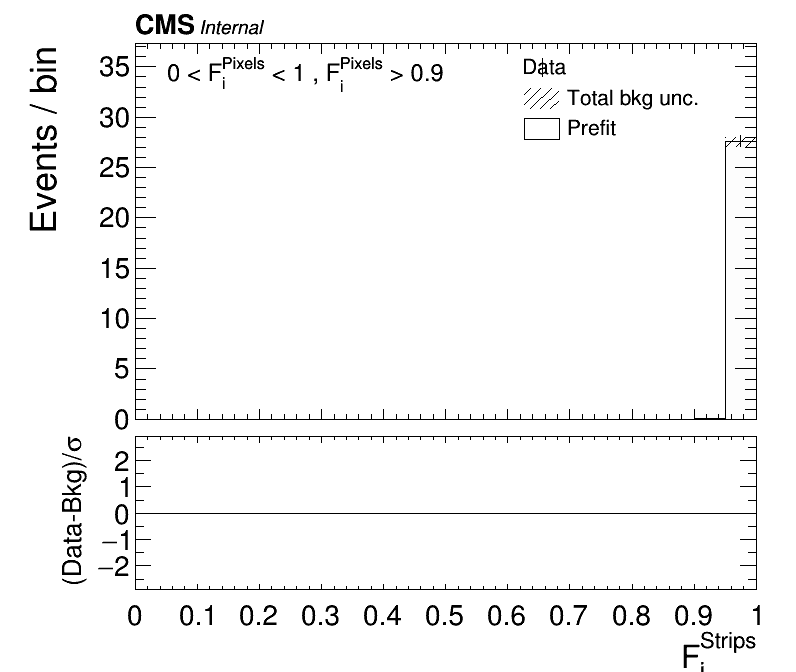 CMS Internal
0 < F_i^Pixels < 1 , F_i^Pixels > 0.9
Data
Total bkg unc.
Prefit
Events / bin
35
30
25
20
15
10
5
0
(Data-Bkg)/σ
2
1
0
−1
−2
0 0.1 0.2 0.3 0.4 0.5 0.6 0.7 0.8 0.9 1
F_i^Strips